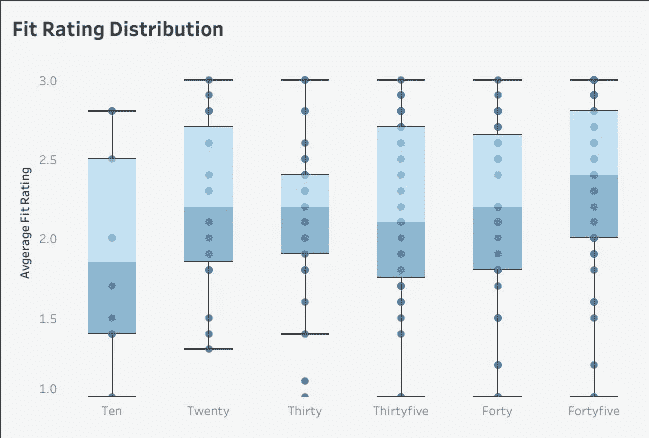 Fit Rating Distribution
Avgerage Fit Rating
3.0
2.5
2.0
1.5
1.0
Ten Twenty Thirty Thirtyfive Forty Fortyfive